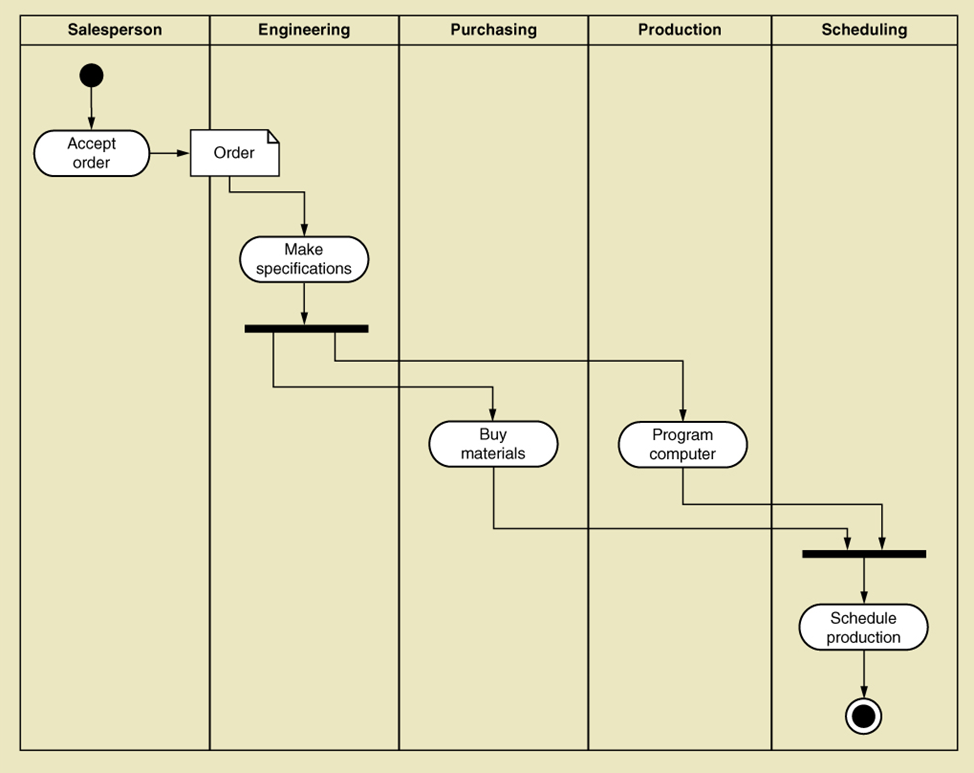 Salesperson
Engineering
Purchasing
Production
Scheduling
Accept
order
Order
Make
specifications
Buy
materials
Program
computer
Schedule
production